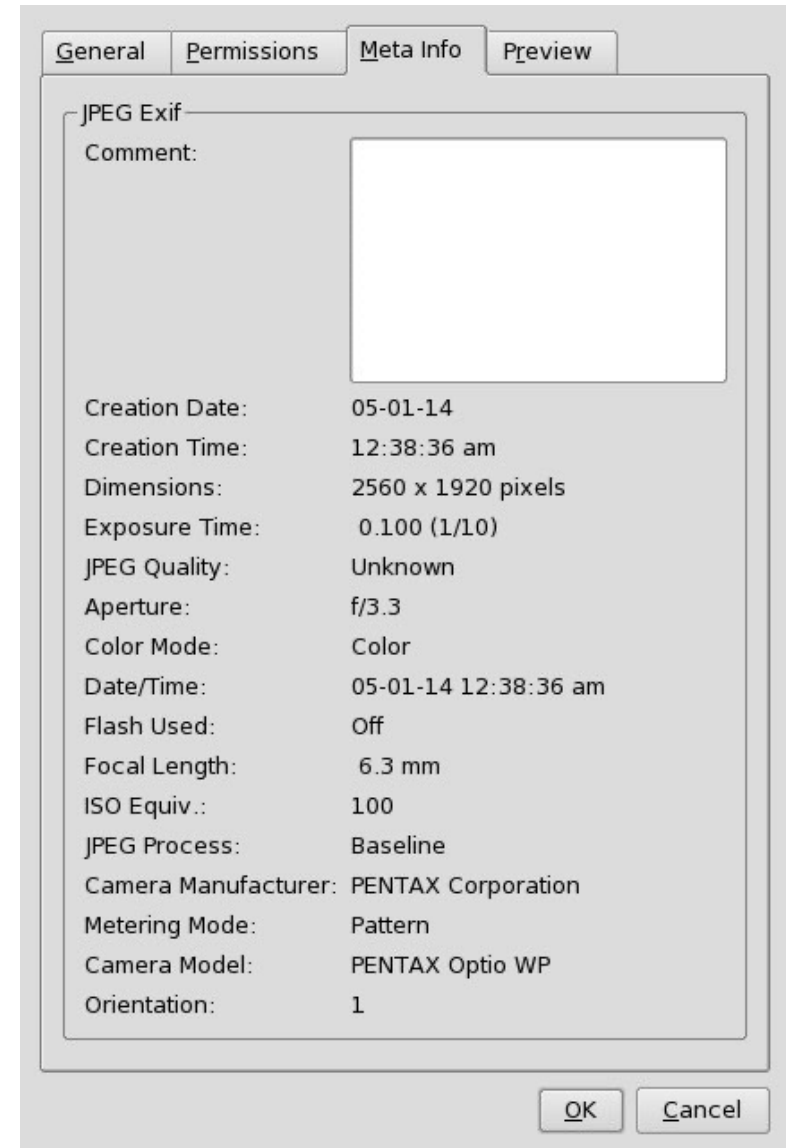 General Permissions Meta Info Preview
JPEG Exif
Comment:
Creation Date: 05-01-14
Creation Time: 12:38:36 am
Dimensions: 2560 x 1920 pixels
Exposure Time: 0.100 (1/10)
JPEG Quality: Unknown
Aperture: f/3.3
Color Mode: Color
Date/Time: 05-01-14 12:38:36 am
Flash Used: Off
Focal Length: 6.3 mm
ISO Equiv.: 100
JPEG Process: Baseline
Camera Manufacturer: PENTAX Corporation
Metering Mode: Pattern
Camera Model: PENTAX Optio WP
Orientation: 1
OK Cancel